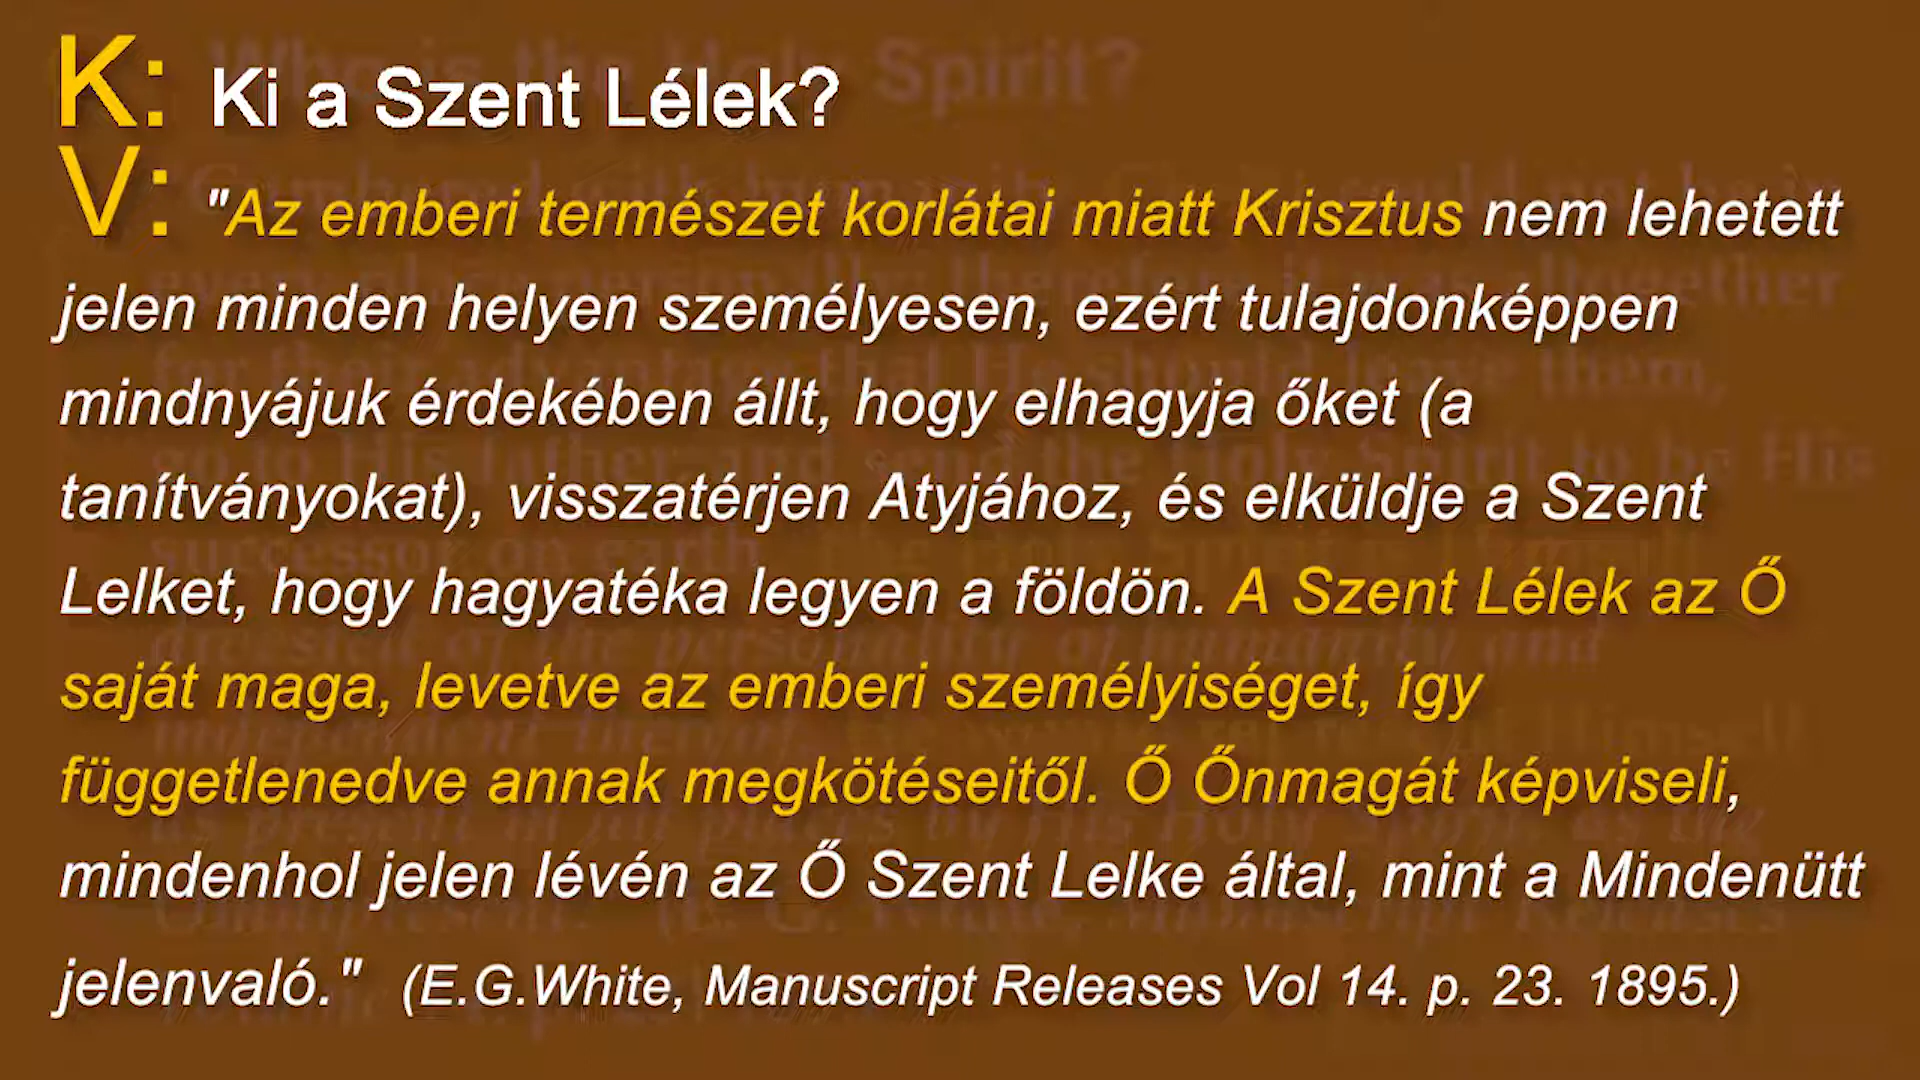 K: Ki a Szent Lélek?
V: "Az emberi természet korlátai miatt Krisztus nem lehetett
jelen minden helyen személyesen, ezért tulajdonképpen
mindnyájuk érdekében állt, hogy elhagyja őket (a
tanítványokat), visszatérjen Atyjához, és elküldje a Szent
Lelket, hogy hagyatéka legyen a földön. A Szent Lélek az Ő
saját maga, levetve az emberi személyiséget, így
függetlenedve annak megkötéseitől. Ő Őnmagát képviseli,
mindenhol jelen lévén az Ő Szent Lelke által, mint a Mindenütt
jelenvaló." (E.G.White, Manuscript Releases Vol 14. p. 23. 1895.)